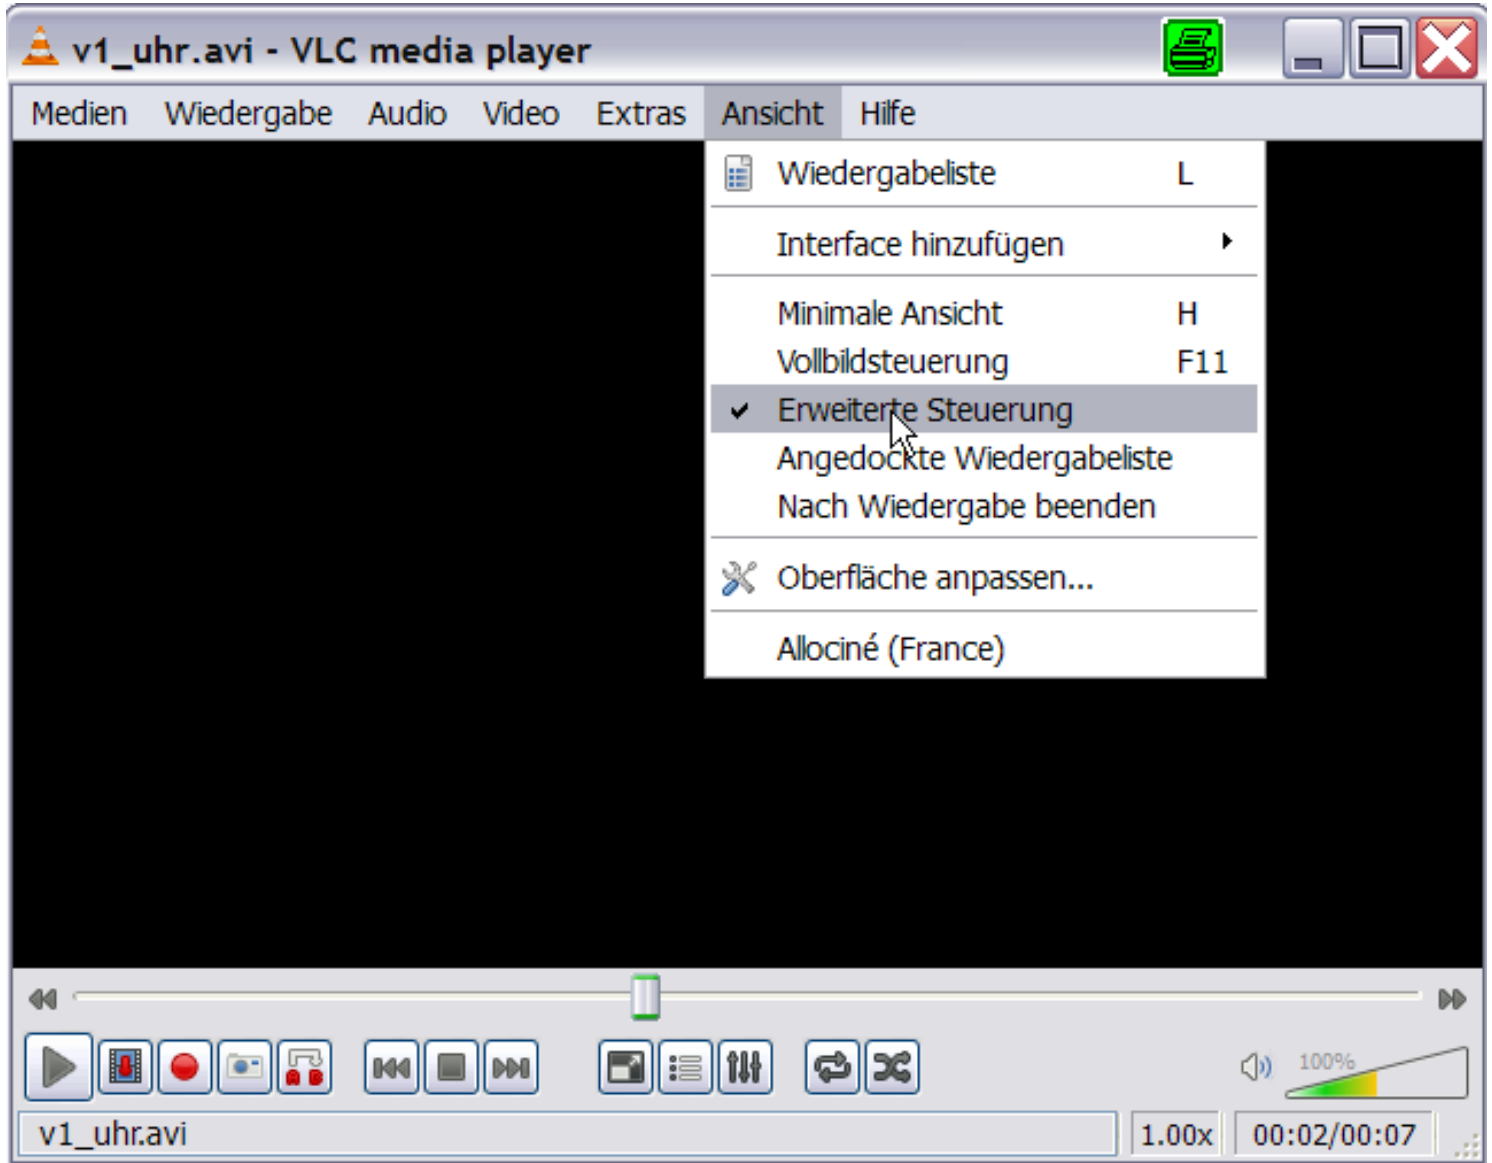 v1_uhr.avi - VLC media player
Medien Wiedergabe Audio Video Extras Ansicht Hilfe
Wiedergabeliste L
Interface hinzufügen
Minimale Ansicht H
Vollbildsteuerung F11
Erweiterte Steuerung
Angedockte Wiedergabeliste
Nach Wiedergabe beenden
Oberfläche anpassen...
Allociné (France)
A B
100%
v1_uhr.avi 1.00x 00:02/00:07